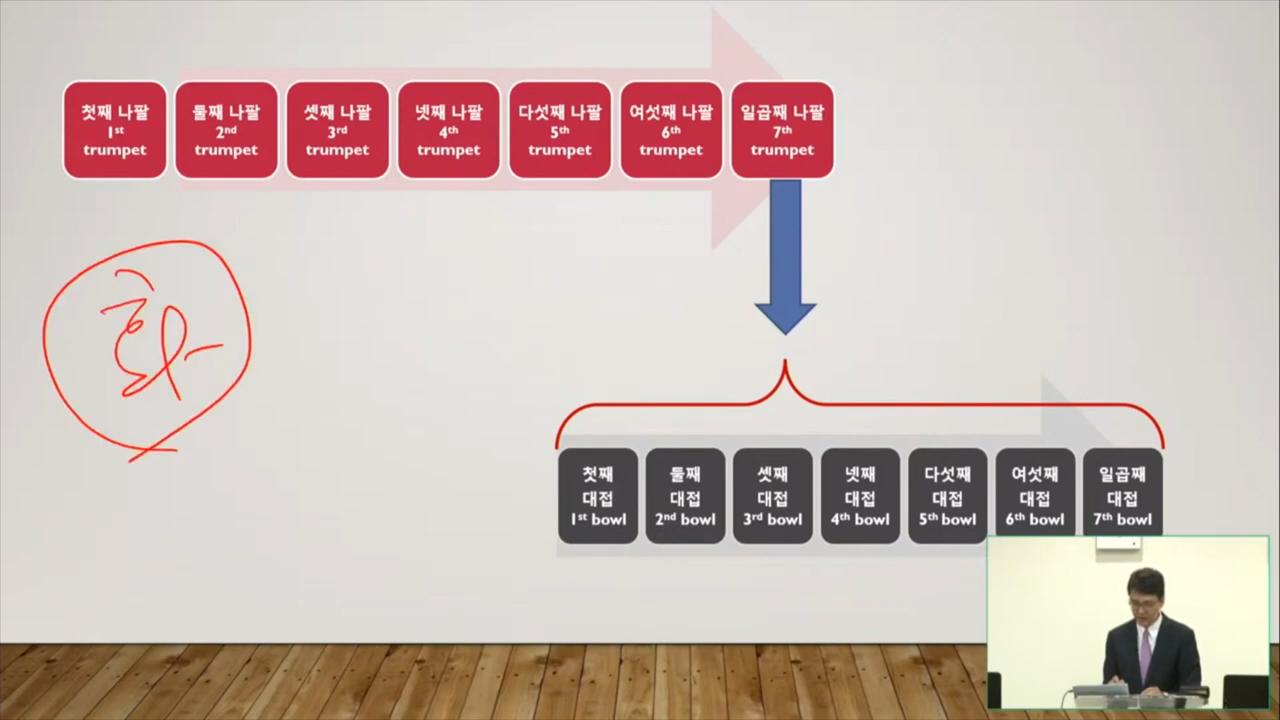 첫째 나팔
1st
trumpet
둘째 나팔
2nd
trumpet
셋째 나팔
3rd
trumpet
넷째 나팔
4th
trumpet
다섯째 나팔
5th
trumpet
여섯째 나팔
6th
trumpet
일곱째 나팔
7th
trumpet
화
첫째
대접
1st bowl
둘째
대접
2nd bowl
셋째
대접
3rd bowl
넷째
대접
4th bowl
다섯째
대접
5th bowl
여섯째
대접
6th bowl
일곱째
대접
7th bowl